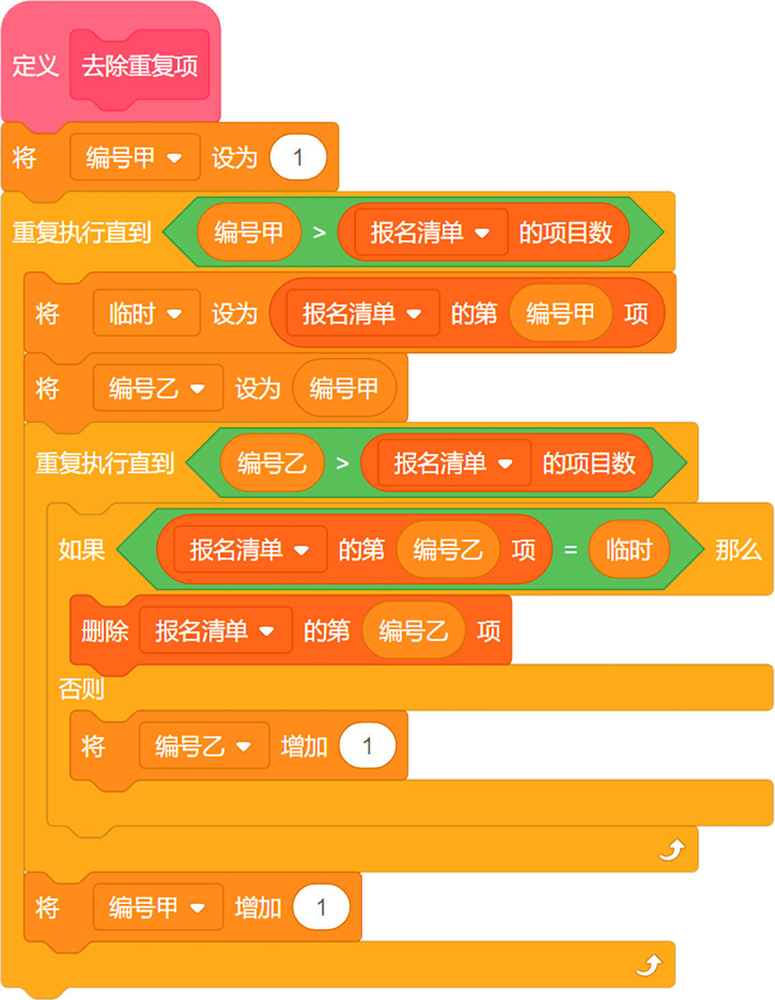 定义 去除重复项
将 编号甲 设为 1
重复执行直到 编号甲 > 报名清单 的项目数
将 临时 设为 报名清单 的第 编号甲 项
将 编号乙 设为 编号甲
重复执行直到 编号乙 > 报名清单 的项目数
如果 报名清单 的第 编号乙 项 = 临时 那么
删除 报名清单 的第 编号乙 项
否则
将 编号乙 增加 1
将 编号甲 增加 1